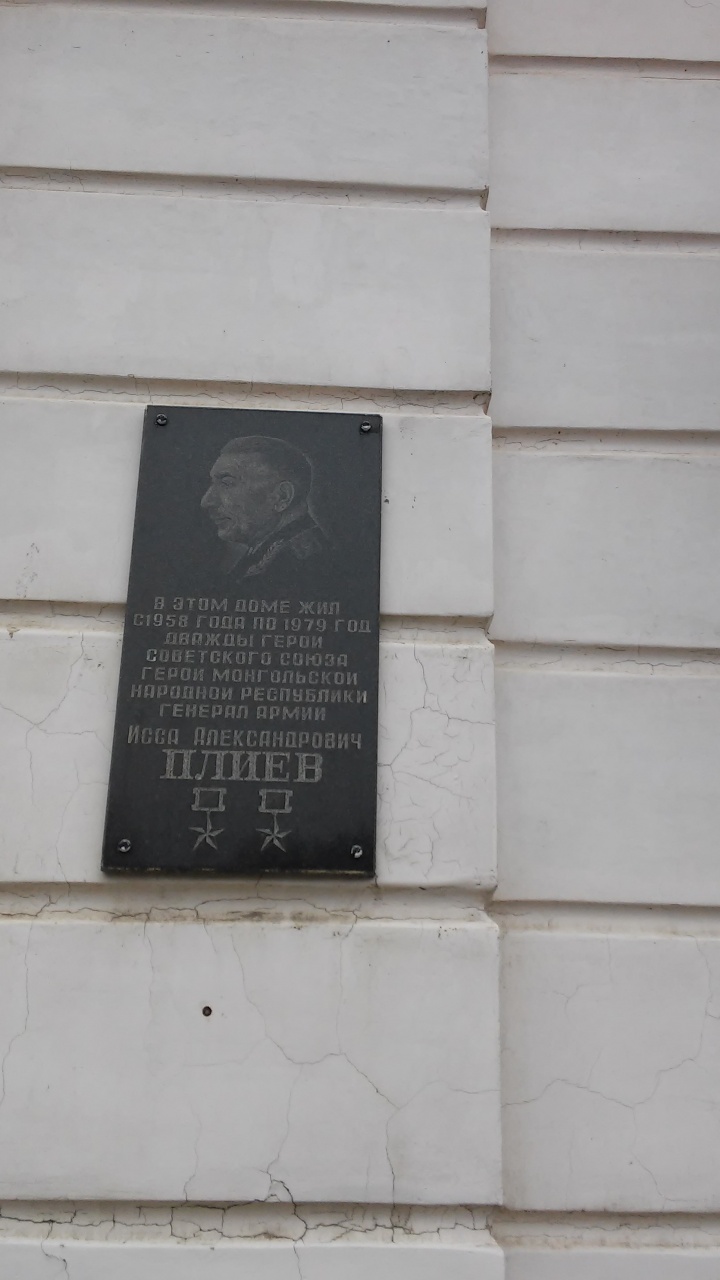 В ЭТОМ ДОМЕ ЖИЛ
С 1958 ГОДА ПО 1979 ГОД
ДВАЖДЫ ГЕРОЙ
СОВЕТСКОГО СОЮЗА
ГЕРОЙ МОНГОЛЬСКОЙ
НАРОДНОЙ РЕСПУБЛИКИ
ГЕНЕРАЛ АРМИИ
ИССА АЛЕКСАНДРОВИЧ
ПЛИЕВ